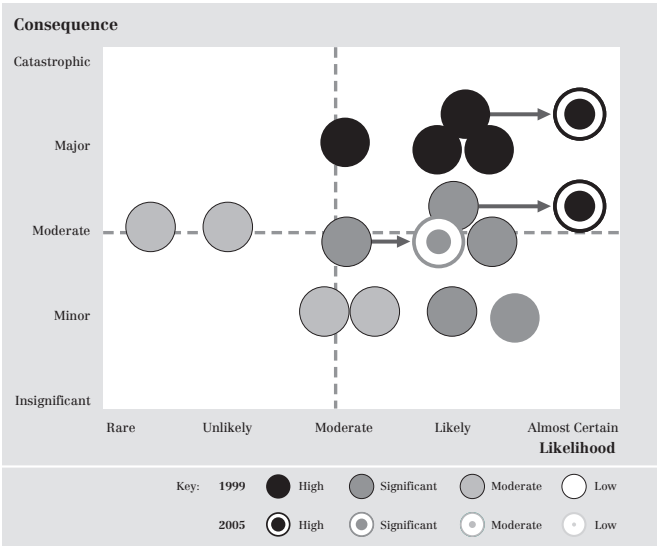 Consequence
Catastrophic
Major
Moderate
Minor
Insignificant
Rare Unlikely Moderate Likely Almost Certain
Likelihood
Key: 1999 High Significant Moderate Low
2005 High Significant Moderate Low